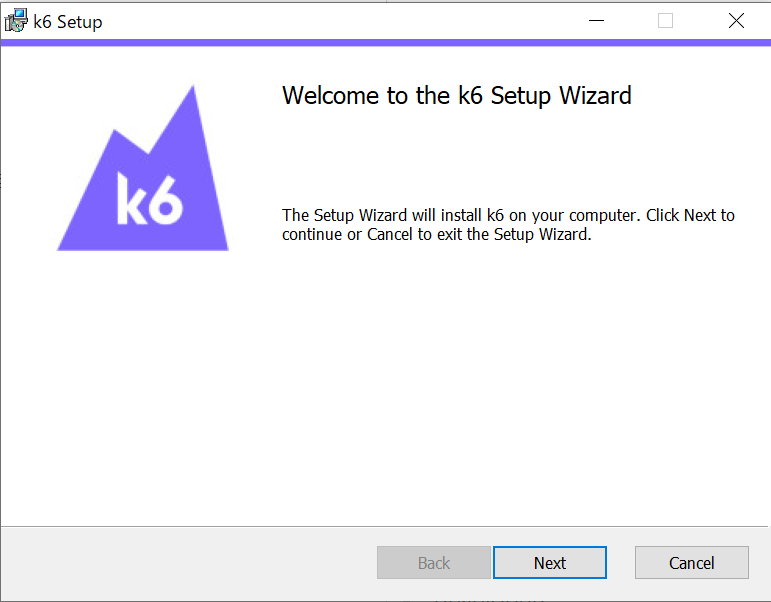 k6 Setup
Welcome to the k6 Setup Wizard
k6
The Setup Wizard will install k6 on your computer. Click Next to
continue or Cancel to exit the Setup Wizard.
Back
Next
Cancel